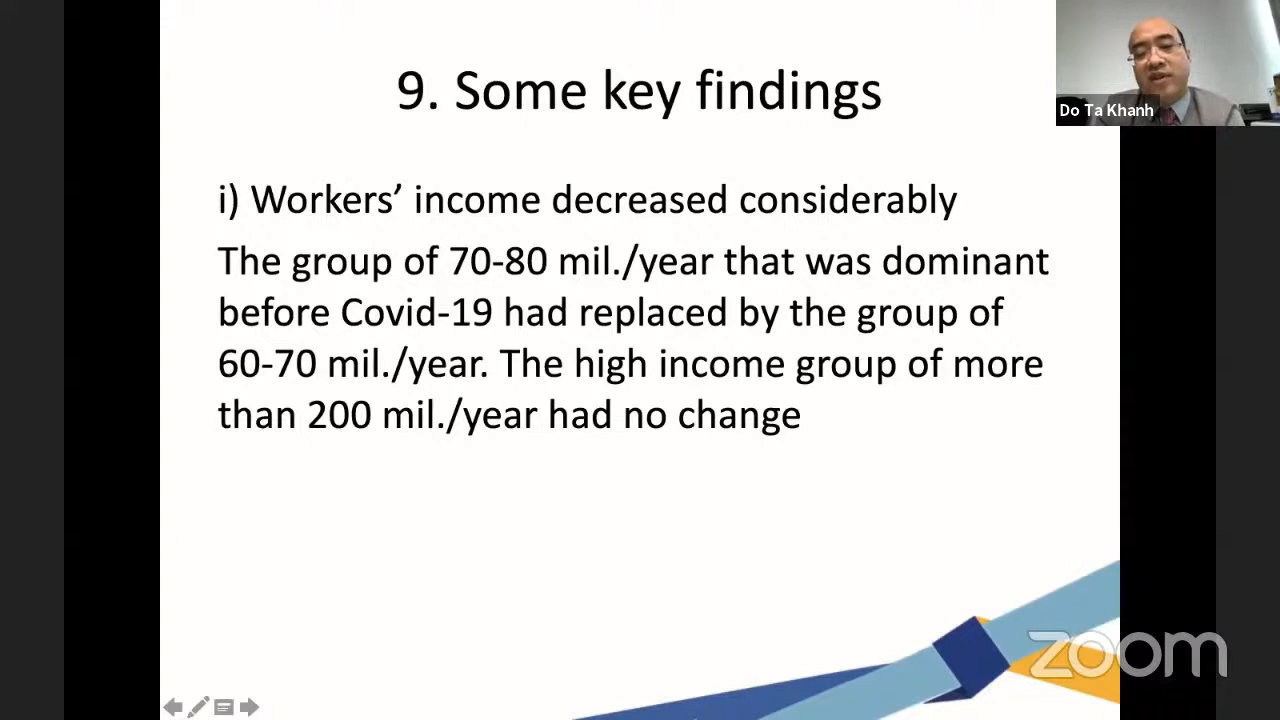 9. Some key findings
Do Ta Khanh
i) Workers’ income decreased considerably
The group of 70-80 mil./year that was dominant
before Covid-19 had replaced by the group of
60-70 mil./year. The high income group of more
than 200 mil./year had no change
zoom